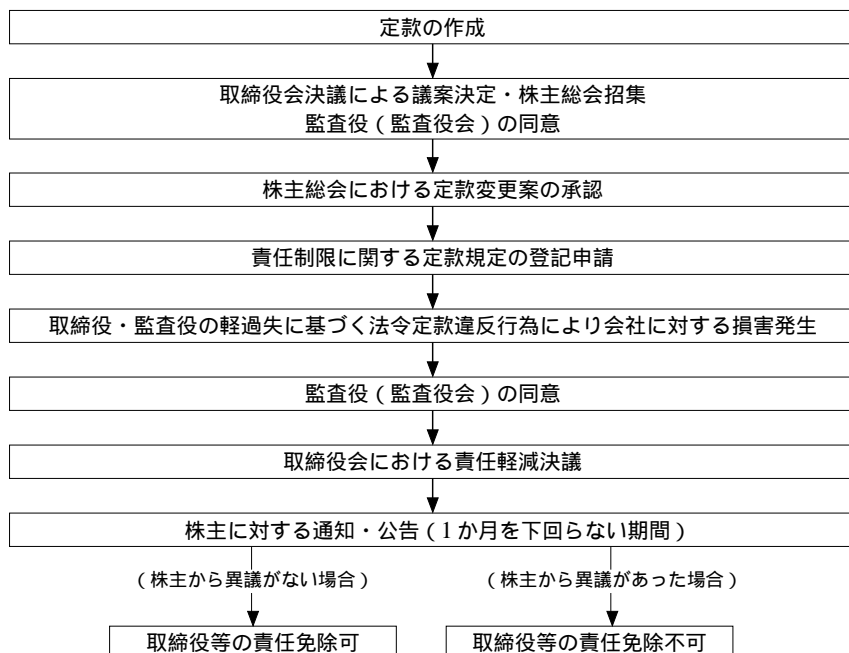 定款の作成
取締役会決議による議案決定・株主総会招集
監査役（監査役会）の同意
株主総会における定款変更案の承認
責任制限に関する定款規定の登記申請
取締役・監査役の軽過失に基づく法令定款違反行為により会社に対する損害発生
監査役（監査役会）の同意
取締役会における責任軽減決議
株主に対する通知・公告（1か月を下回らない期間）
（株主から異議がない場合）
（株主から異議があった場合）
取締役等の責任免除可
取締役等の責任免除不可